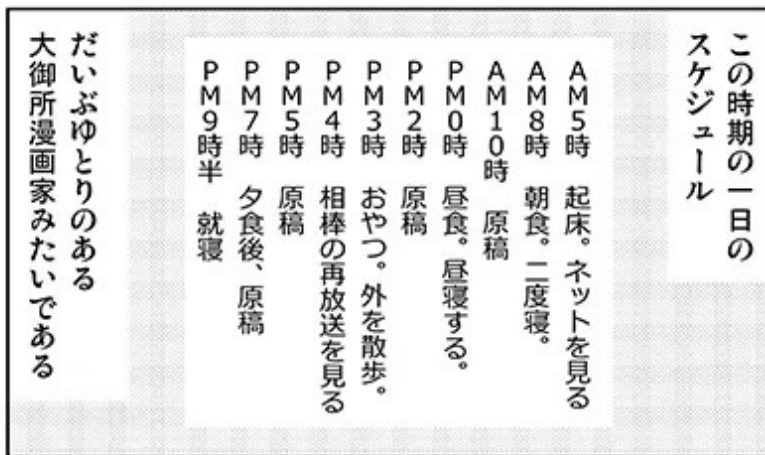 この時期の一日の
スケジュール
AM5時　起床。ネットを見る
AM8時　朝食。二度寝。
AM10時　原稿
PM0時　昼食。昼寝する。
PM2時　原稿
PM3時　おやつ。外を散歩。
PM4時　相棒の再放送を見る
PM5時　原稿
PM7時　夕食後、原稿
PM9時半　就寝
だいぶゆとりのある
大御所漫画家みたいである